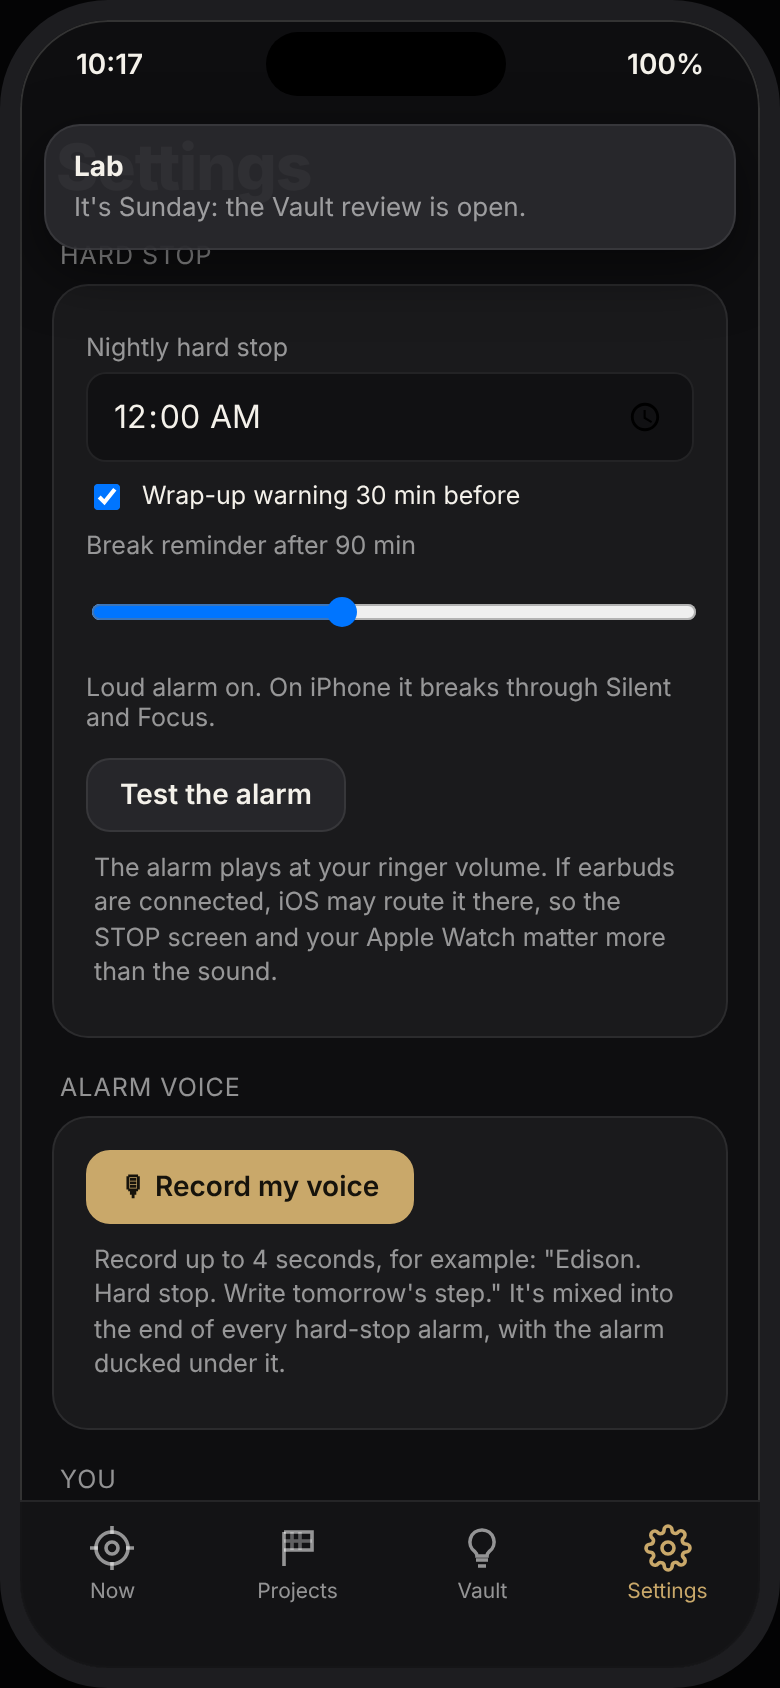 10:17
100%
Settings
Lab
It's Sunday: the Vault review is open.
HARD STOP
Nightly hard stop
12:00 AM
Wrap-up warning 30 min before
Break reminder after 90 min
Loud alarm on. On iPhone it breaks through Silent
and Focus.
Test the alarm
The alarm plays at your ringer volume. If earbuds
are connected, iOS may route it there, so the
STOP screen and your Apple Watch matter more
than the sound.
ALARM VOICE
🎙 Record my voice
Record up to 4 seconds, for example: "Edison.
Hard stop. Write tomorrow's step." It's mixed into
the end of every hard-stop alarm, with the alarm
ducked under it.
YOU
Now
Projects
Vault
Settings